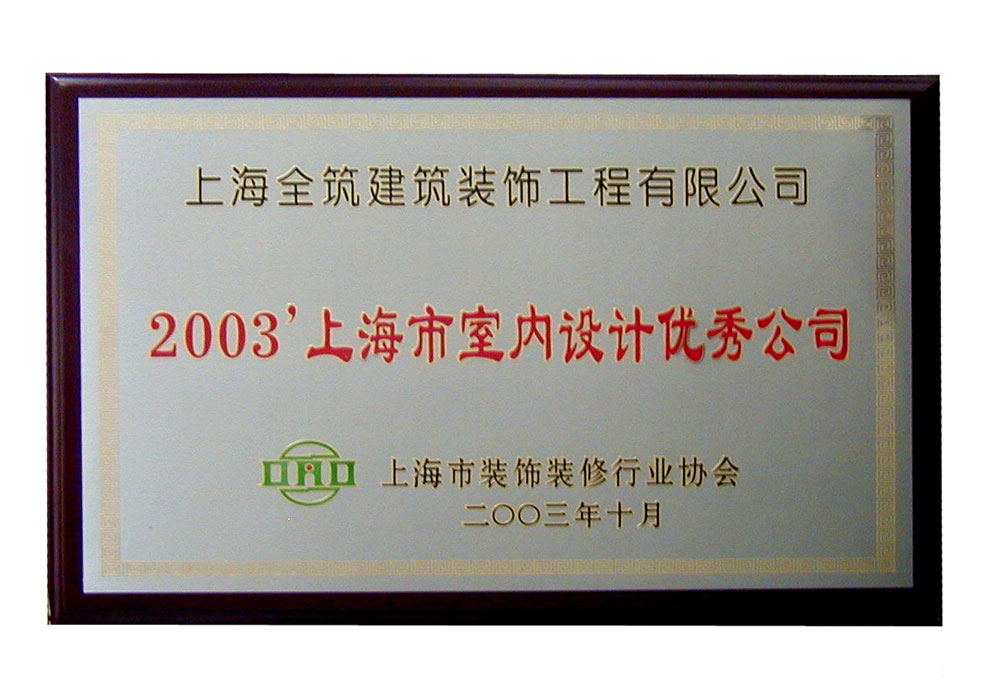 上海全筑建筑装饰工程有限公司
2003'上海市室内设计优秀公司
上海市装饰装修行业协会
二〇〇三年十月